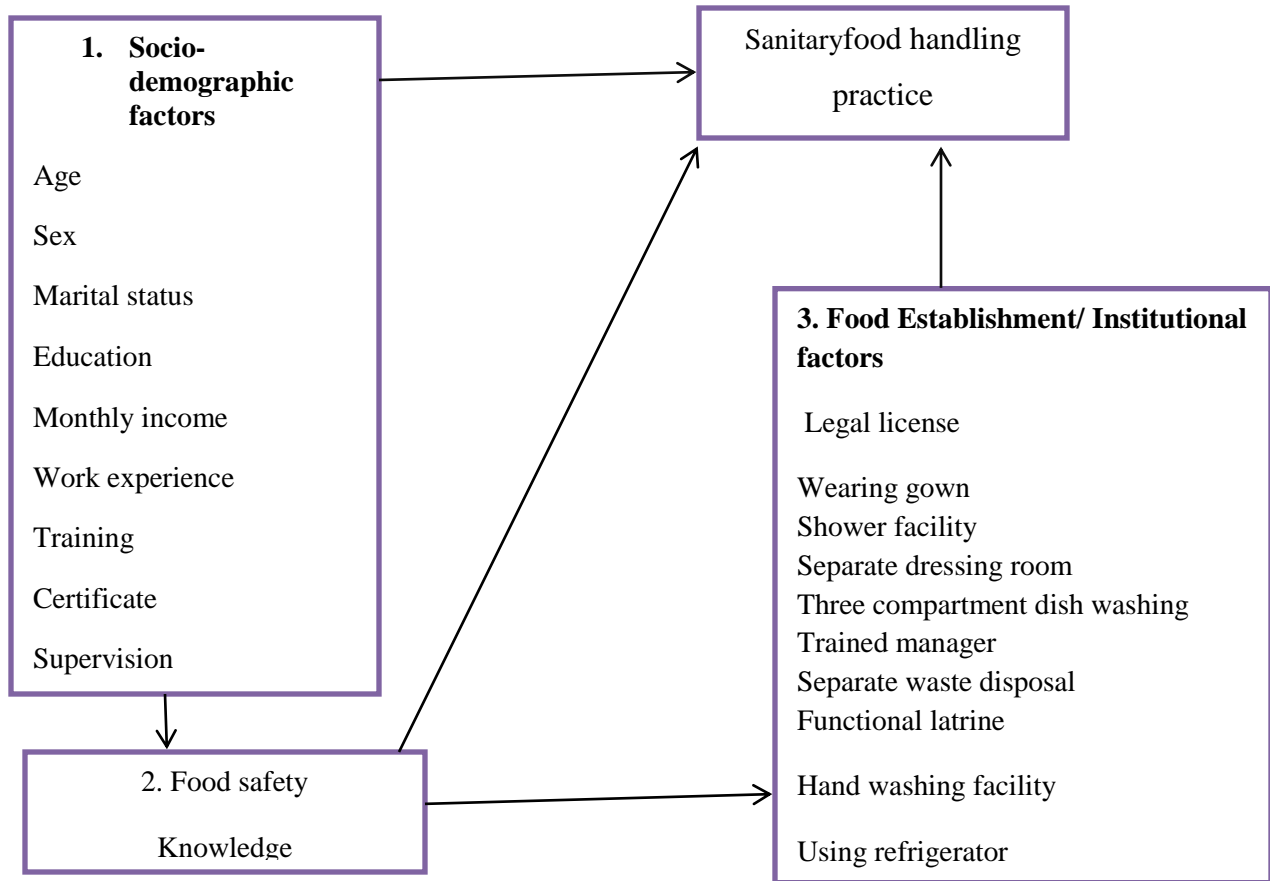 1. Socio-
demographic
factors
Age
Sex
Marital status
Education
Monthly income
Work experience
Training
Certificate
Supervision
2. Food safety
Knowledge
Sanitaryfood handling
practice
3. Food Establishment/ Institutional
factors
Legal license
Wearing gown
Shower facility
Separate dressing room
Three compartment dish washing
Trained manager
Separate waste disposal
Functional latrine
Hand washing facility
Using refrigerator